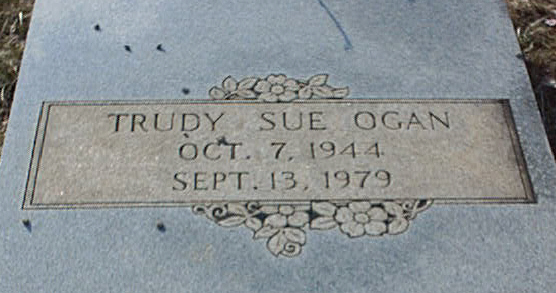 TRUDY SUE OGAN
OCT. 7, 1944
SEPT. 13, 1979